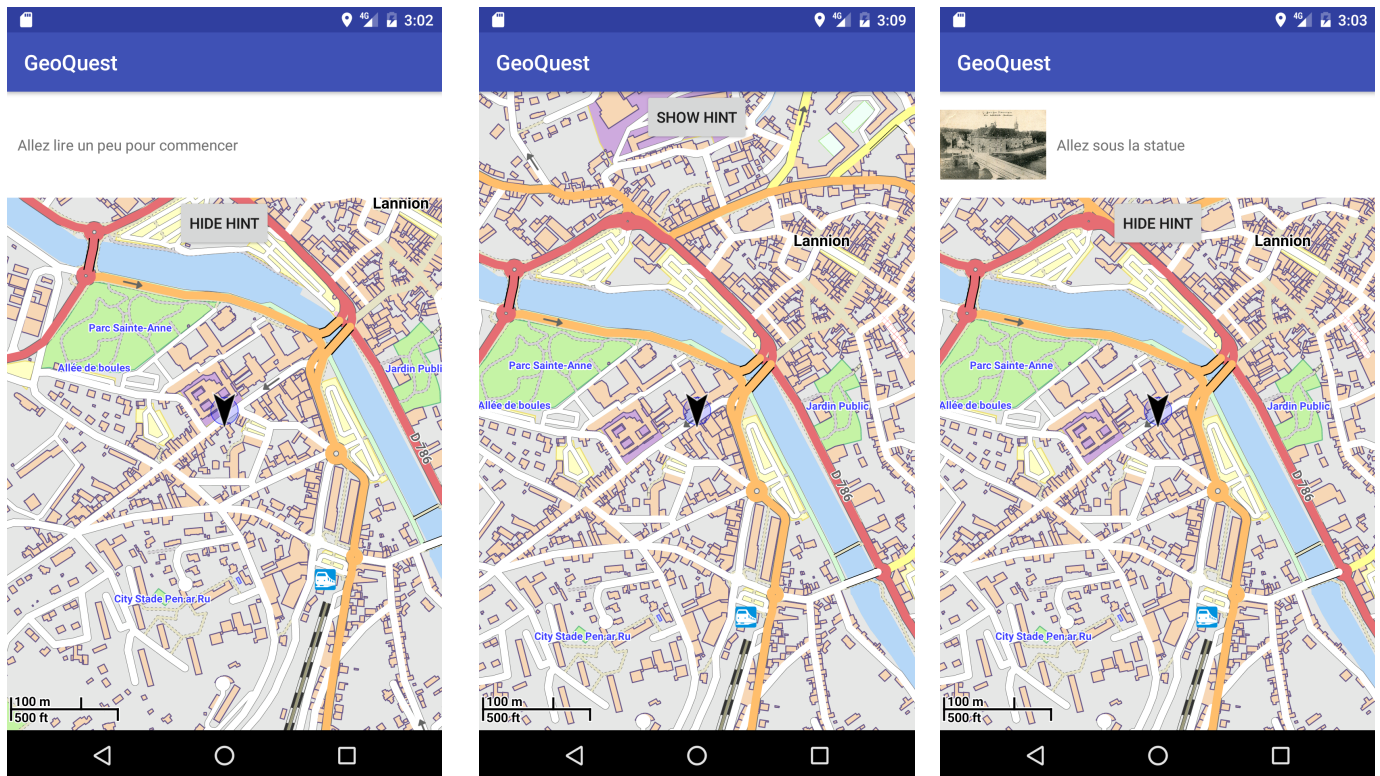 4G 3:02
GeoQuest
Allez lire un peu pour commencer
HIDE HINT
Lannion
Parc Sainte-Anne
Allée de boules
Jardin Publi
D 786
City Stade Pen;ar,Ru
100 m
500 ft
4G 3:09
GeoQuest
SHOW HINT
Lannion
Parc Sainte-Anne
Allée de boules
Jardin Public
D 786
City Stade Pen;ar,Ru
100 m
500 ft
4G 3:03
GeoQuest
Allez sous la statue
HIDE HINT
Lannion
Parc Sainte-Anne
Allée de boules
Jardin Public
D 786
City Stade Pen;ar,Ru
100 m
500 ft